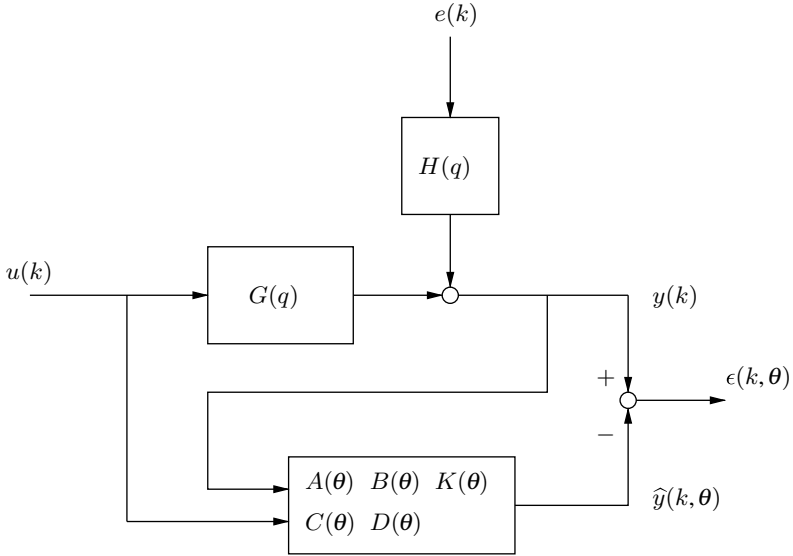 e(k)
H(q)
u(k)
G(q)
y(k)
+
ϵ(k, θ)
−
A(θ) B(θ) K(θ)
C(θ) D(θ)
ŷ(k, θ)